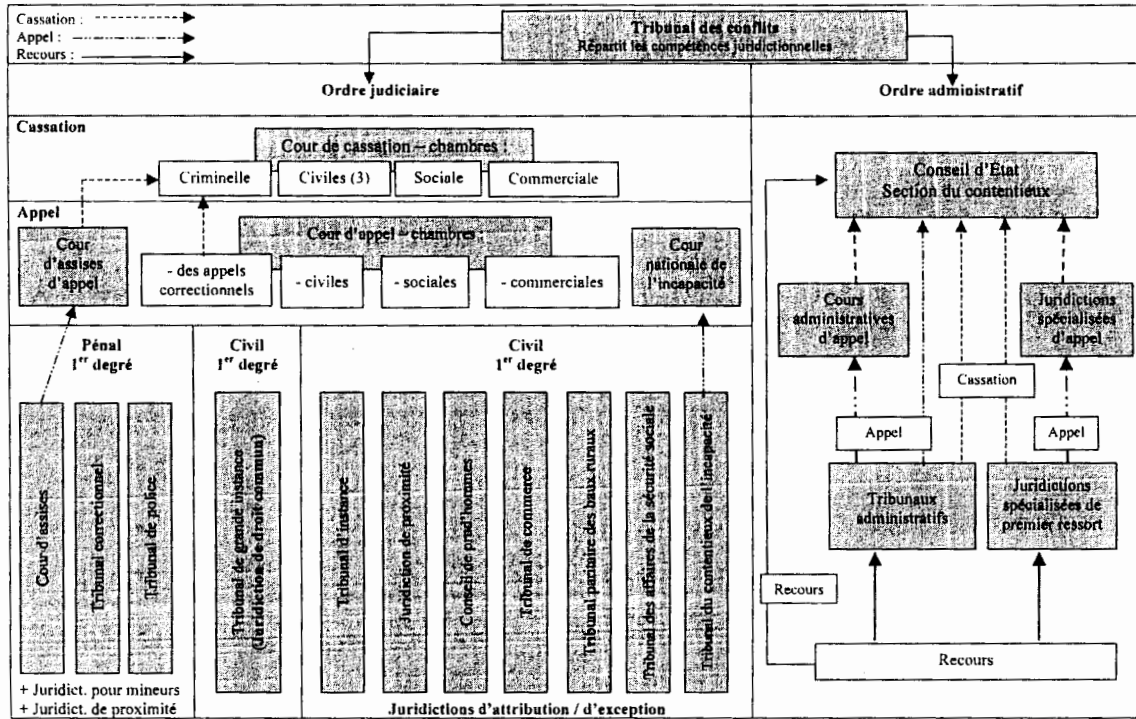 Cassation :
Appel :
Recours :
Tribunal des conflits
Répartit les compétences juridictionnelles
Ordre judiciaire
Ordre administratif
Cassation
Cour de cassation – chambres :
Criminelle
Civiles (3)
Sociale
Commerciale
Conseil d'État
Section du contentieux
Appel
Cour
d'assises
d'appel
Cour d'appel – chambres :
- des appels
correctionnels
- civiles
- sociales
- commerciales
Cour
nationale de
l'incapacité
Cours
administratives
d'appel
Juridictions
spécialisées
d'appel
Cassation
Appel
Appel
Tribunaux
administratifs
Juridictions
spécialisées de
premier ressort
Recours
Recours
Pénal
1er degré
Civil
1er degré
Civil
1er degré
Cour d'assises
Tribunal correctionnel
Tribunal de police
Tribunal de grande instance
(Juridiction de droit commun)
Tribunal d'instance
Juridiction de proximité
Conseil de prud'hommes
Tribunal de commerce
Tribunal paritaire des baux ruraux
Tribunal des affaires de la sécurité sociale
Tribunal du contentieux de l'incapacité
+ Juridict. pour mineurs
+ Juridict. de proximité
Juridictions d'attribution / d'exception